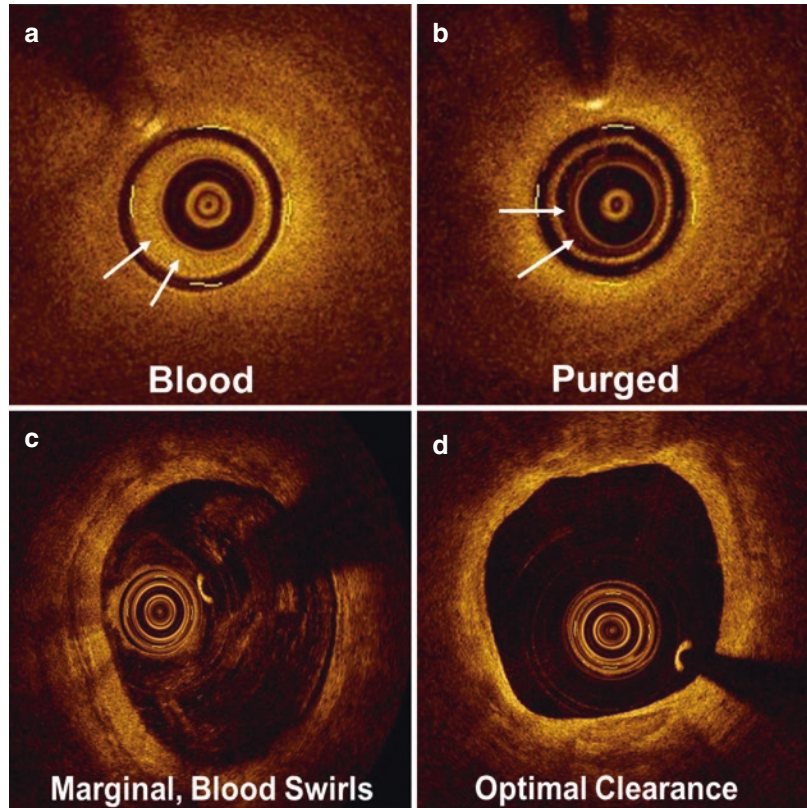 a
b
Blood
Purged
c
d
Marginal, Blood Swirls
Optimal Clearance